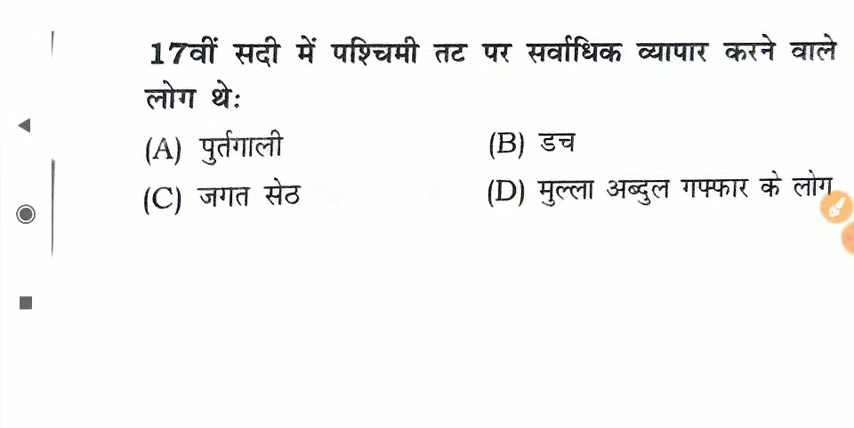 17वीं सदी में पश्चिमी तट पर सर्वाधिक व्यापार करने वाले
लोग थे:
(A) पुर्तगाली (B) डच
(C) जगत सेठ (D) मुल्ला अब्दुल गफ्फार के लोग